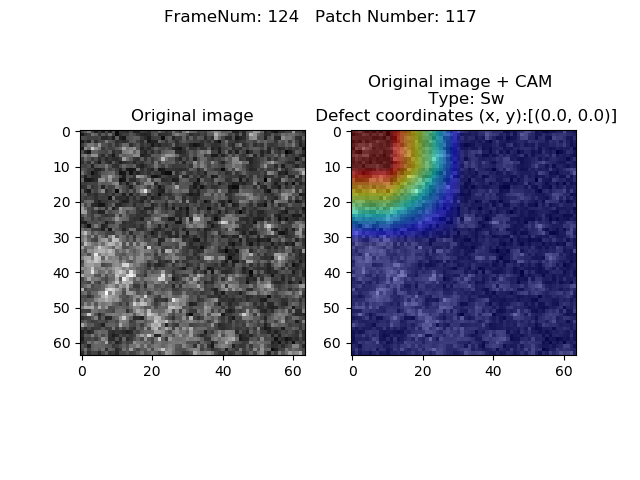 FrameNum: 124   Patch Number: 117
Original image
0
10
20
30
40
50
60
0 20 40 60
Original image + CAM
Type: Sw
Defect coordinates (x, y):[(0.0, 0.0)]
0
10
20
30
40
50
60
0 20 40 60